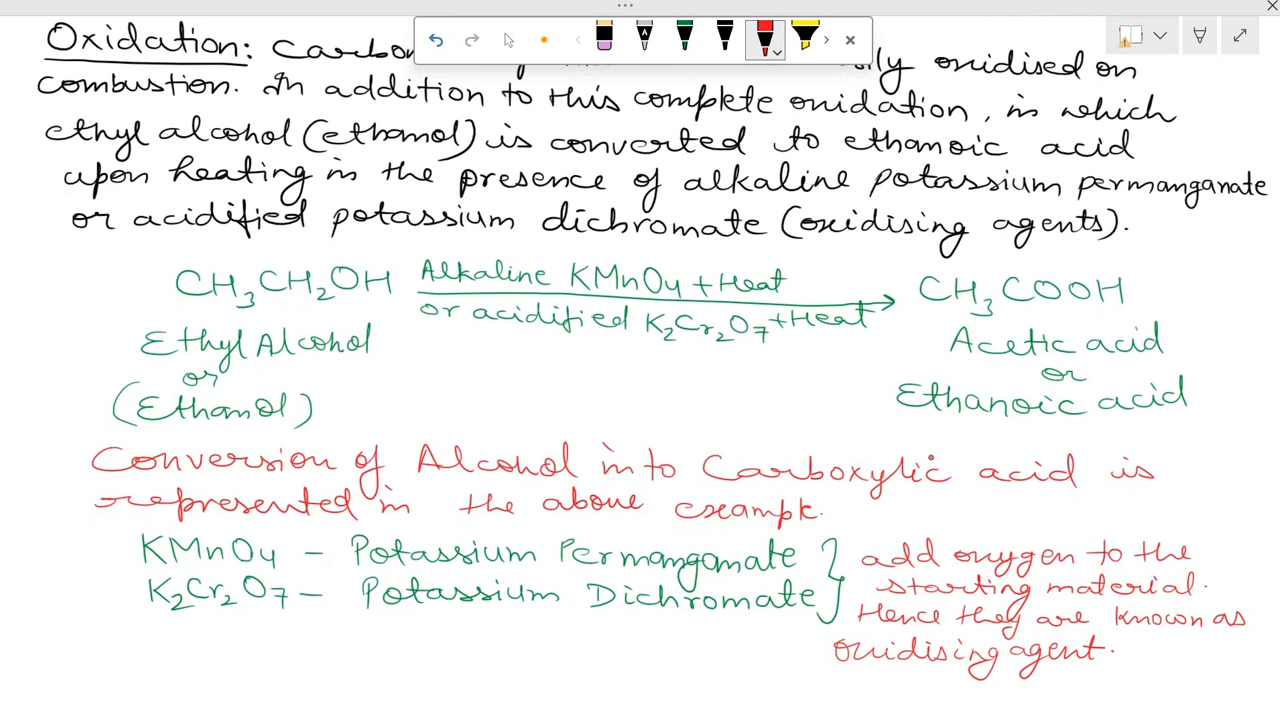 Oxidation: Carbon
oxidised on
combustion. In addition to this complete oxidation, in which
ethyl alcohol (ethanol) is converted to ethanoic acid
upon heating in the presence of alkaline potassium permanganate
or acidified potassium dichromate (oxidising agents).
CH₃CH₂OH Alkaline KMnO₄ + Heat CH₃COOH
or acidified K₂Cr₂O₇ + Heat
Ethyl Alcohol Acetic acid
or or
(Ethanol) Ethanoic acid
Conversion of Alcohol into Carboxylic acid is
represented in the above example.
KMnO₄ – Potassium Permanganate } add oxygen to the
K₂Cr₂O₇ – Potassium Dichromate starting material.
Hence they are known as
oxidising agent.